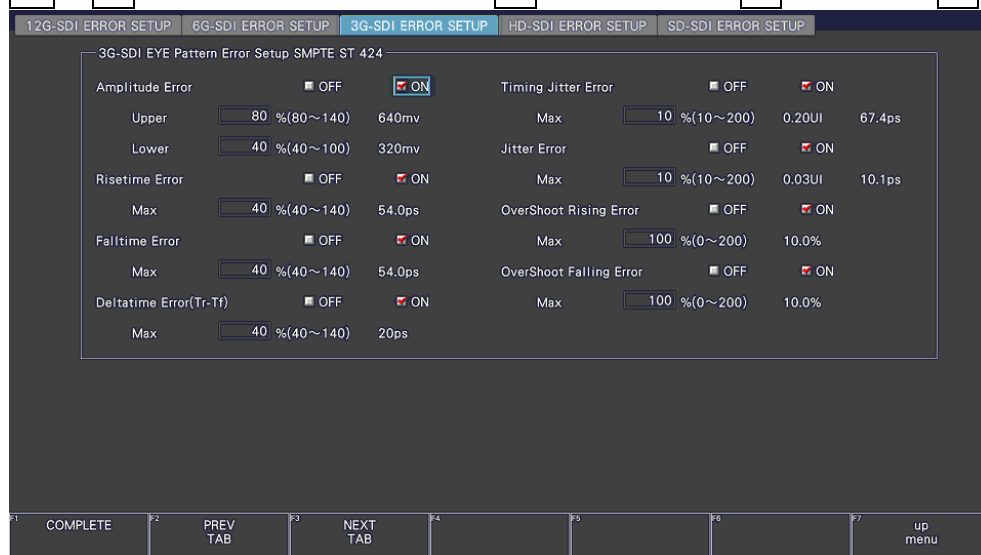 12G-SDI ERROR SETUP 6G-SDI ERROR SETUP 3G-SDI ERROR SETUP HD-SDI ERROR SETUP SD-SDI ERROR SETUP
3G-SDI EYE Pattern Error Setup SMPTE ST 424
Amplitude Error OFF ON
Upper 80 %(80～140) 640mv
Lower 40 %(40～100) 320mv
Risetime Error OFF ON
Max 40 %(40～140) 54.0ps
Falltime Error OFF ON
Max 40 %(40～140) 54.0ps
Deltatime Error(Tr-Tf) OFF ON
Max 40 %(40～140) 20ps
Timing Jitter Error OFF ON
Max 10 %(10～200) 0.20UI 67.4ps
Jitter Error OFF ON
Max 10 %(10～200) 0.03UI 10.1ps
OverShoot Rising Error OFF ON
Max 100 %(0～200) 10.0%
OverShoot Falling Error OFF ON
Max 100 %(0～200) 10.0%
F1 COMPLETE
F2 PREV
TAB
F3 NEXT
TAB
F4
F5
F6
F7 up
menu